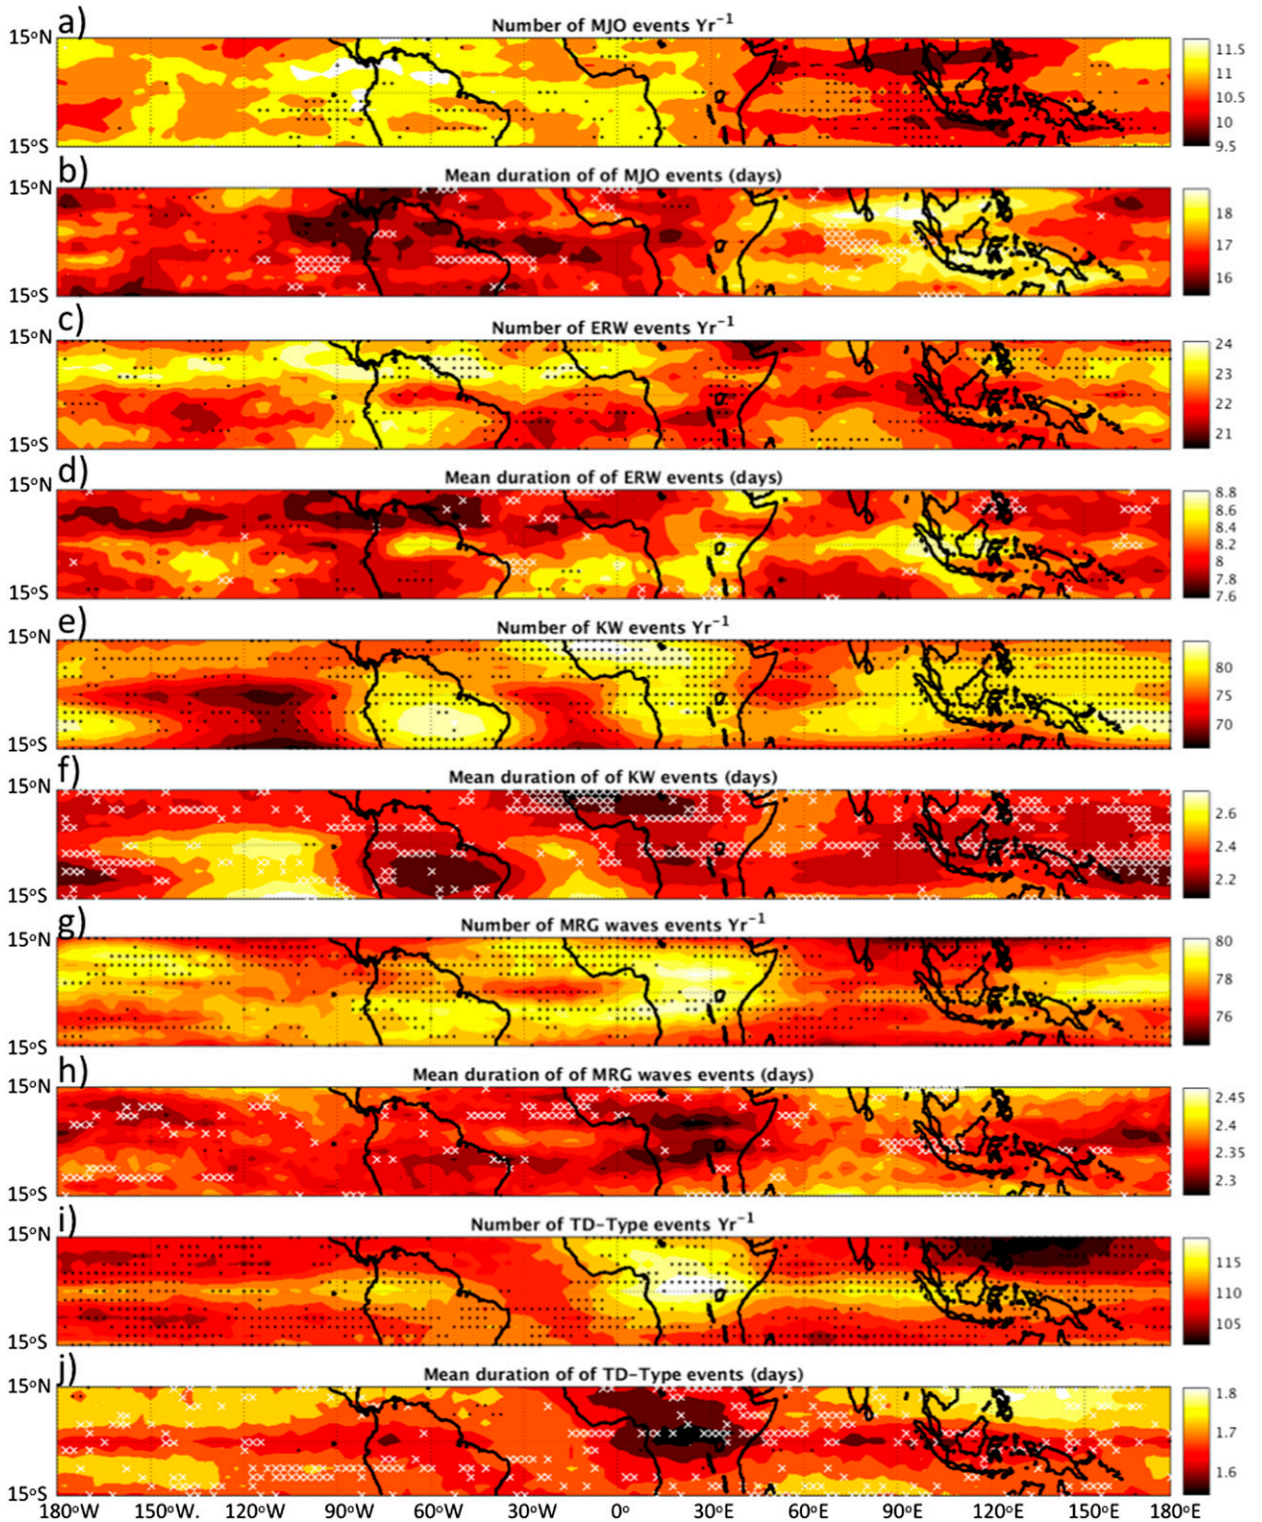 a)
Number of MJO events Yr⁻¹
15°N
15°S
11.5
11
10.5
10
9.5
b)
Mean duration of of MJO events (days)
15°N
15°S
18
17
16
c)
Number of ERW events Yr⁻¹
15°N
15°S
24
23
22
21
d)
Mean duration of of ERW events (days)
15°N
15°S
8.8
8.6
8.4
8.2
8
7.8
7.6
e)
Number of KW events Yr⁻¹
15°N
15°S
80
75
70
f)
Mean duration of of KW events (days)
15°N
15°S
2.6
2.4
2.2
g)
Number of MRG waves events Yr⁻¹
15°N
15°S
80
78
76
h)
Mean duration of of MRG waves events (days)
15°N
15°S
2.45
2.4
2.35
2.3
i)
Number of TD-Type events Yr⁻¹
15°N
15°S
115
110
105
j)
Mean duration of of TD-Type events (days)
15°N
15°S
1.8
1.7
1.6
180°W 150°W. 120°W 90°W 60°W 30°W 0° 30°E 60°E 90°E 120°E 150°E 180°E